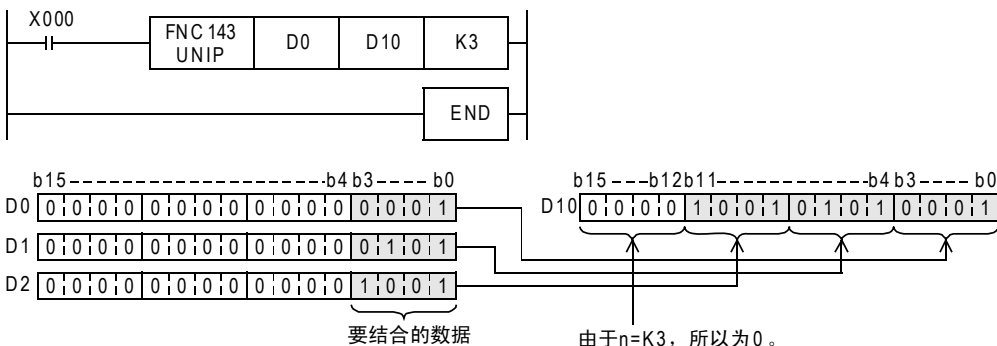 X000
FNC 143 UNIP D0 D10 K3
END
b15 b4 b3 b0
D0 0 0 0 0 0 0 0 0 0 0 0 0 0 0 0 1
D1 0 0 0 0 0 0 0 0 0 0 0 0 0 1 0 1
D2 0 0 0 0 0 0 0 0 0 0 0 0 1 0 0 1
要结合的数据
b15 b12 b11 b4 b3 b0
D10 0 0 0 0 1 0 0 1 0 1 0 1 0 0 0 1
由于n=K3，所以为0。